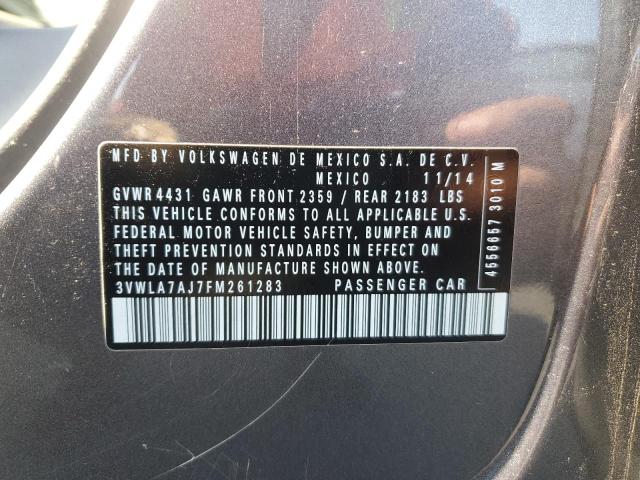 MFD BY VOLKSWAGEN DE MEXICO S.A. DE C.V.
MEXICO 11/14
GVWR 4431 GAWR FRONT 2359 / REAR 2183 LBS
THIS VEHICLE CONFORMS TO ALL APPLICABLE U.S.
FEDERAL MOTOR VEHICLE SAFETY, BUMPER AND
THEFT PREVENTION STANDARDS IN EFFECT ON
THE DATE OF MANUFACTURE SHOWN ABOVE.
3VWLA7AJ7FM261283 PASSENGER CAR
4556657 3010 M